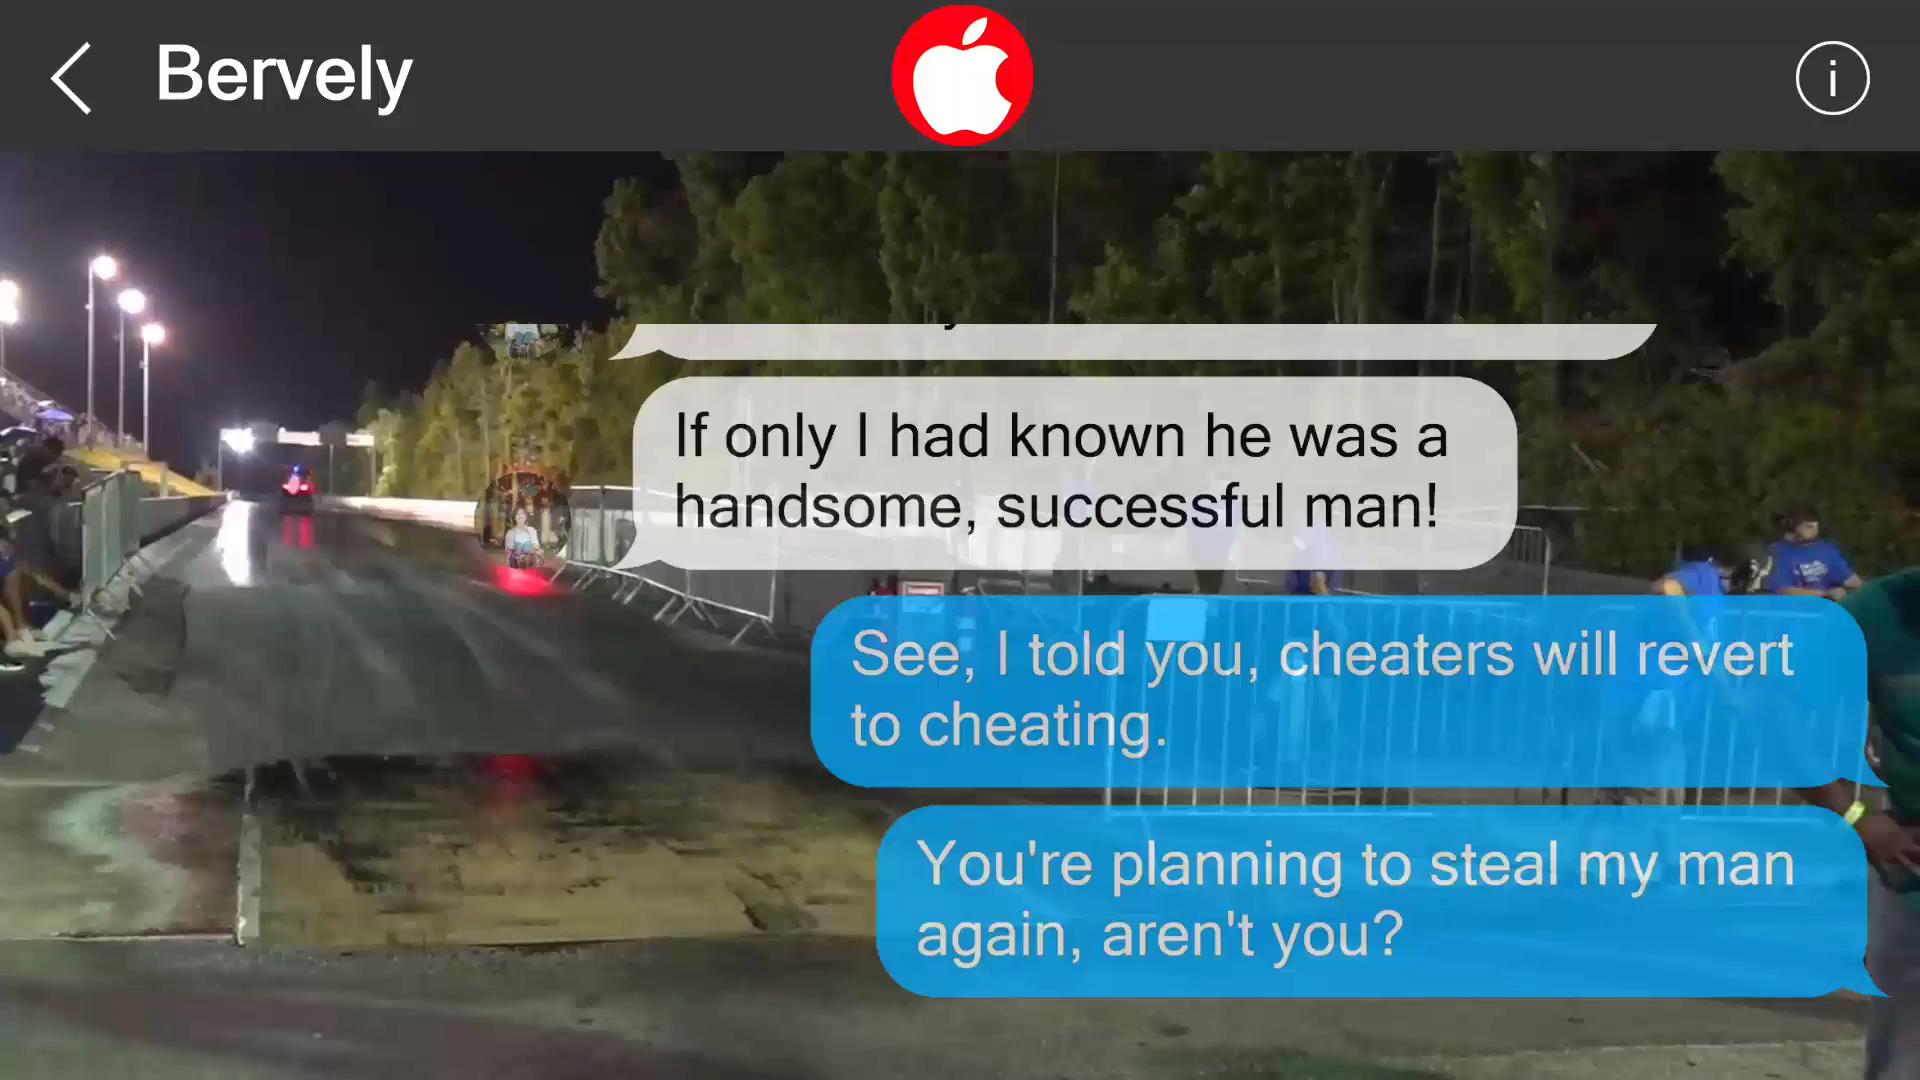 Bervely
If only I had known he was a
handsome, successful man!
See, I told you, cheaters will revert
to cheating.
You're planning to steal my man
again, aren't you?